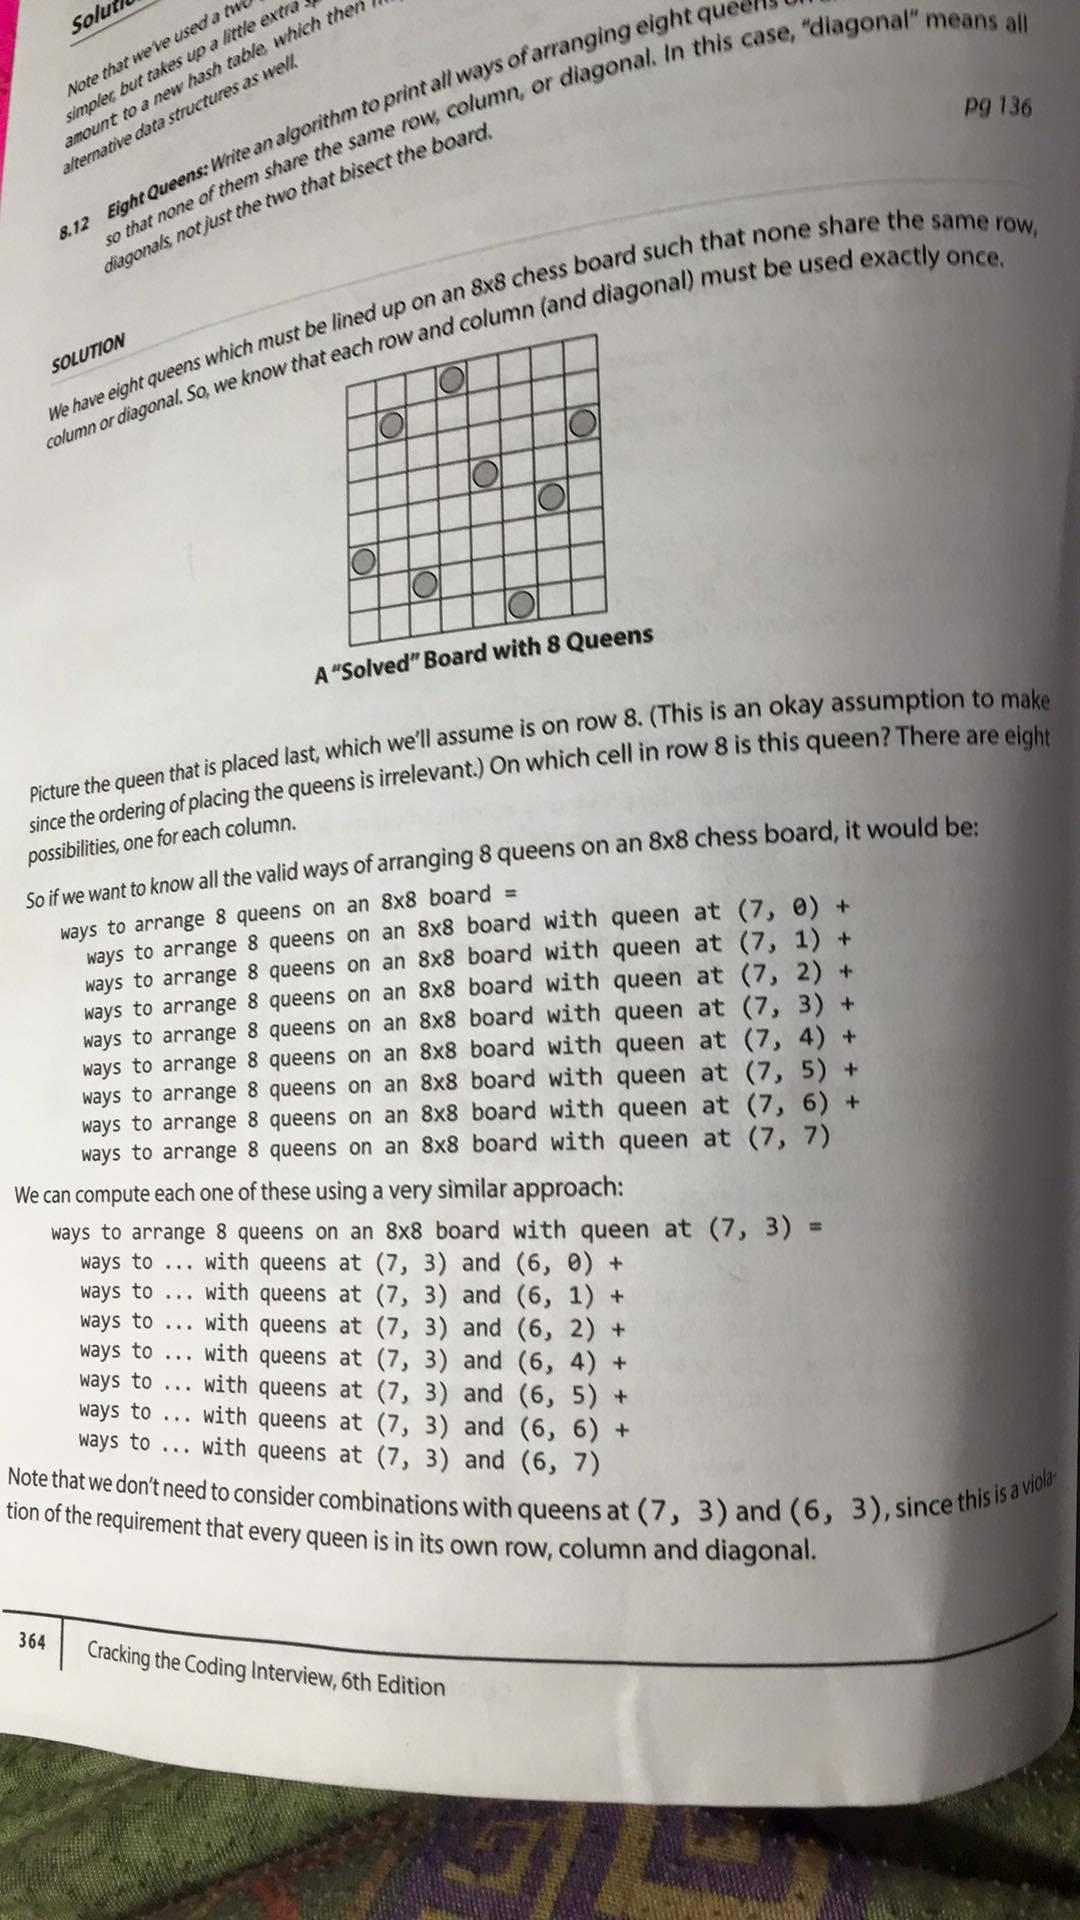 Note that we've used a two
simpler, but takes up a little extra
amount to a new hash table, which then
alternative data structures as well.
8.12 Eight Queens: Write an algorithm to print all ways of arranging eight queens
so that none of them share the same row, column, or diagonal. In this case, "diagonal" means all
diagonals, not just the two that bisect the board.
pg 136
SOLUTION
We have eight queens which must be lined up on an 8x8 chess board such that none share the same row,
column or diagonal. So, we know that each row and column (and diagonal) must be used exactly once.
A "Solved" Board with 8 Queens
Picture the queen that is placed last, which we'll assume is on row 8. (This is an okay assumption to make
since the ordering of placing the queens is irrelevant.) On which cell in row 8 is this queen? There are eight
possibilities, one for each column.
So if we want to know all the valid ways of arranging 8 queens on an 8x8 chess board, it would be:
ways to arrange 8 queens on an 8x8 board =
ways to arrange 8 queens on an 8x8 board with queen at (7, 0) +
ways to arrange 8 queens on an 8x8 board with queen at (7, 1) +
ways to arrange 8 queens on an 8x8 board with queen at (7, 2) +
ways to arrange 8 queens on an 8x8 board with queen at (7, 3) +
ways to arrange 8 queens on an 8x8 board with queen at (7, 4) +
ways to arrange 8 queens on an 8x8 board with queen at (7, 5) +
ways to arrange 8 queens on an 8x8 board with queen at (7, 6) +
ways to arrange 8 queens on an 8x8 board with queen at (7, 7)
We can compute each one of these using a very similar approach:
ways to arrange 8 queens on an 8x8 board with queen at (7, 3) =
ways to ... with queens at (7, 3) and (6, 0) +
ways to ... with queens at (7, 3) and (6, 1) +
ways to ... with queens at (7, 3) and (6, 2) +
ways to ... with queens at (7, 3) and (6, 4) +
ways to ... with queens at (7, 3) and (6, 5) +
ways to ... with queens at (7, 3) and (6, 6) +
ways to ... with queens at (7, 3) and (6, 7)
Note that we don't need to consider combinations with queens at (7, 3) and (6, 3), since this is a viola-
tion of the requirement that every queen is in its own row, column and diagonal.
364 Cracking the Coding Interview, 6th Edition